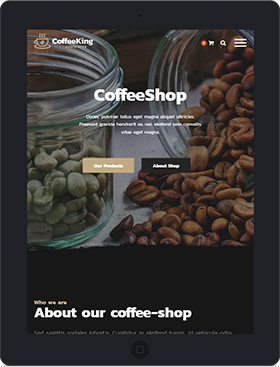 CoffeeKing
CoffeeShop
Donec pulvinar tellus eget magna aliquet ultricies.
Praesent gravida hendrerit ex, nec eleifend sem convallis
vitae eget magna.
Our Products
About Shop
Who we are
About our coffee-shop
Sed sagittis sodales lobortis. Curabitur in eleifend turpis, id vehicula odio.